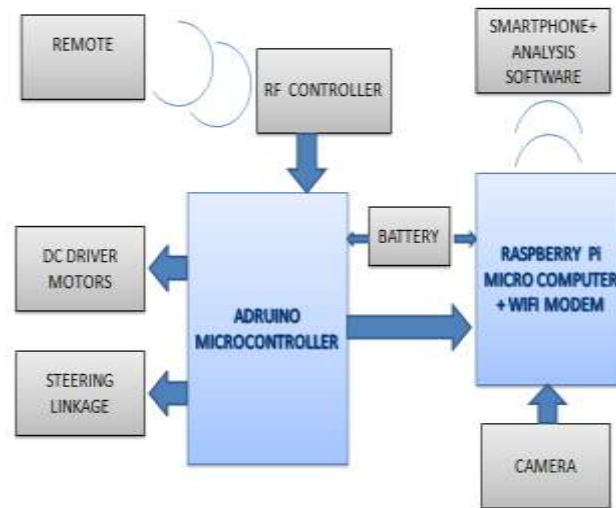 REMOTE
SMARTPHONE+
ANALYSIS
SOFTWARE
RF CONTROLLER
BATTERY
DC DRIVER
MOTORS
RASPBERRY Pi
MICRO COMPUTER
+ WIFI MODEM
ADRUINO
MICROCONTROLLER
STEERING
LINKAGE
CAMERA